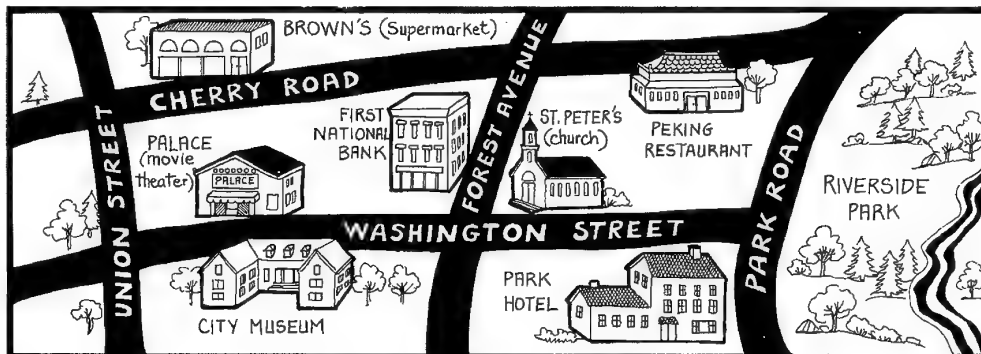 BROWN'S (Supermarket)
CHERRY ROAD
FOREST AVENUE
UNION STREET
PALACE
(movie
theater)
PALACE
FIRST
NATIONAL
BANK
ST. PETER'S
(church)
PEKING
RESTAURANT
PARK ROAD
RIVERSIDE
PARK
WASHINGTON STREET
CITY MUSEUM
PARK
HOTEL